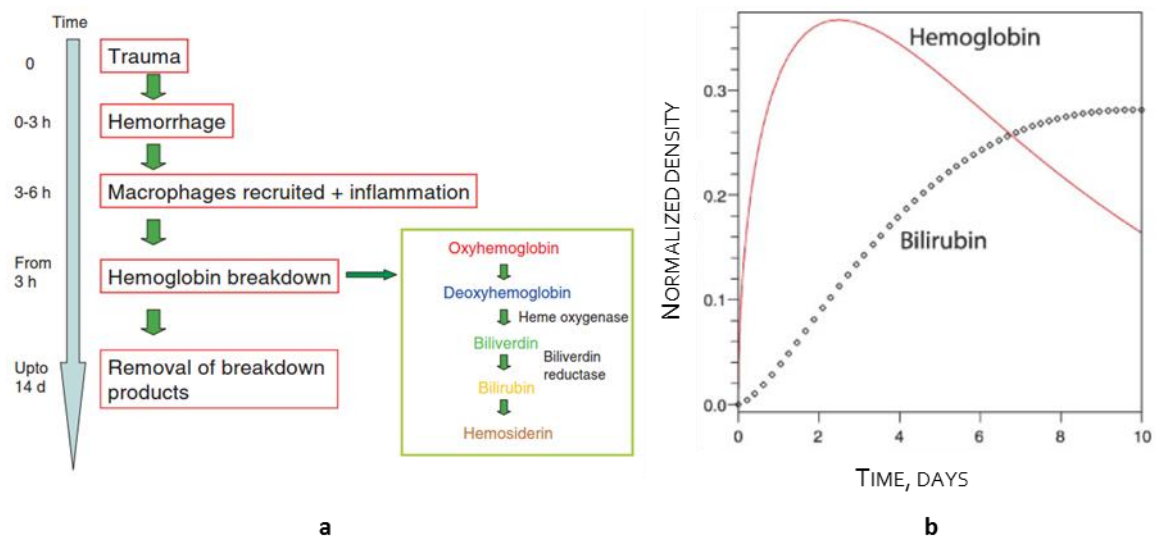 Time
0
Trauma
0-3 h
Hemorrhage
3-6 h
Macrophages recruited + inflammation
From
3 h
Hemoglobin breakdown
Upto
14 d
Removal of breakdown
products
Oxyhemoglobin
Deoxyhemoglobin
Heme oxygenase
Biliverdin
Biliverdin
reductase
Bilirubin
Hemosiderin
a
NORMALIZED DENSITY
0.3
0.2
0.1
0.0
Hemoglobin
Bilirubin
0 2 4 6 8 10
TIME, DAYS
b